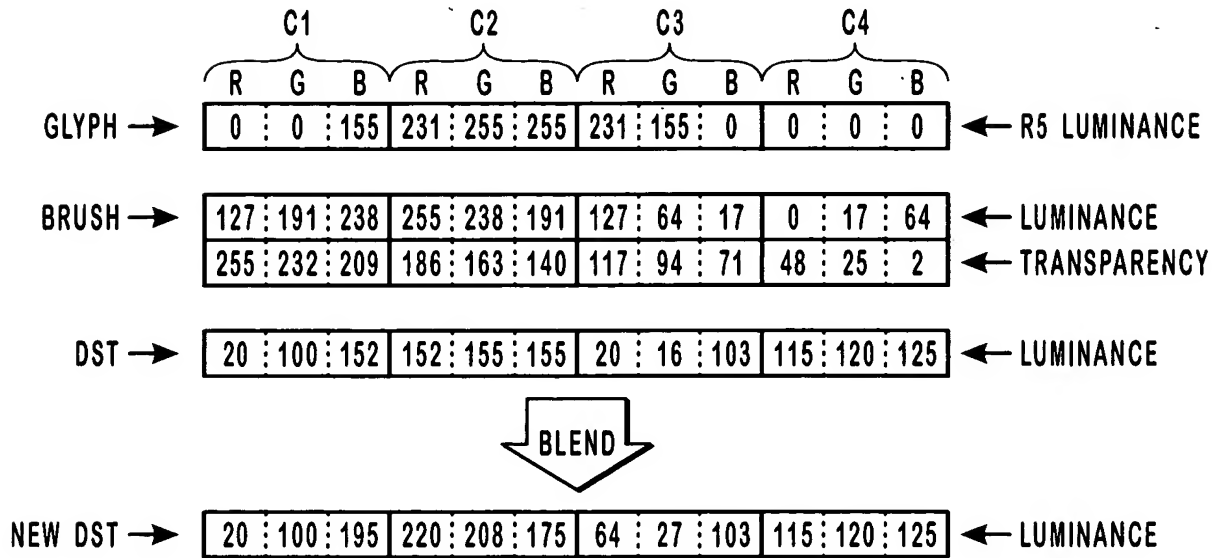 C1 C2 C3 C4
R G B R G B R G B R G B
GLYPH 0 0 155 231 255 255 231 155 0 0 0 0 R5 LUMINANCE
BRUSH 127 191 238 255 238 191 127 64 17 0 17 64 LUMINANCE
255 232 209 186 163 140 117 94 71 48 25 2 TRANSPARENCY
DST 20 100 152 152 155 155 20 16 103 115 120 125 LUMINANCE
BLEND
NEW DST 20 100 195 220 208 175 64 27 103 115 120 125 LUMINANCE